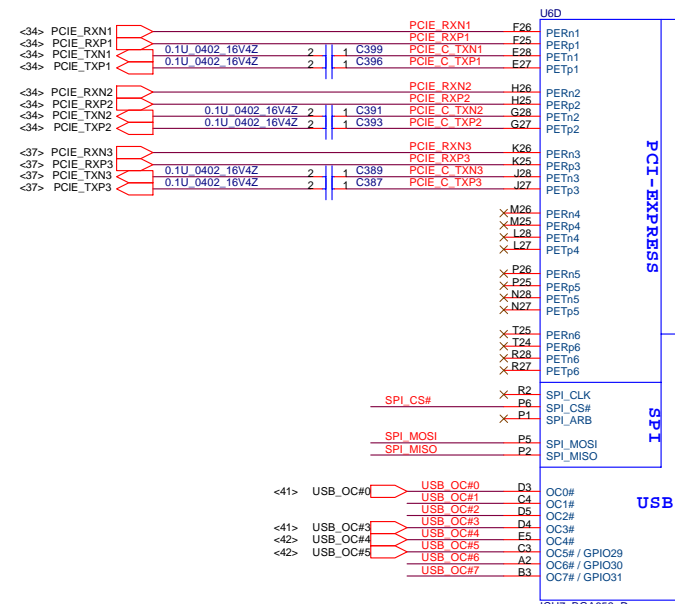 U6D
<34> PCIE_RXN1 PCIE_RXN1 F26 PERn1
<34> PCIE_RXP1 PCIE_RXP1 F25 PERp1
<34> PCIE_TXN1 0.1U_0402_16V4Z 2 1 C399 PCIE_C_TXN1 E28 PETn1
<34> PCIE_TXP1 0.1U_0402_16V4Z 2 1 C396 PCIE_C_TXP1 E27 PETp1
<34> PCIE_RXN2 PCIE_RXN2 H26 PERn2
<34> PCIE_RXP2 PCIE_RXP2 H25 PERp2
<34> PCIE_TXN2 0.1U_0402_16V4Z 2 1 C391 PCIE_C_TXN2 G28 PETn2
<34> PCIE_TXP2 0.1U_0402_16V4Z 2 1 C393 PCIE_C_TXP2 G27 PETp2
<37> PCIE_RXN3 PCIE_RXN3 K26 PERn3
<37> PCIE_RXP3 PCIE_RXP3 K25 PERp3
<37> PCIE_TXN3 0.1U_0402_16V4Z 2 1 C389 PCIE_C_TXN3 J28 PETn3
<37> PCIE_TXP3 0.1U_0402_16V4Z 2 1 C387 PCIE_C_TXP3 J27 PETp3
M26 PERn4
M25 PERp4
L28 PETn4
L27 PETp4
P26 PERn5
P25 PERp5
N28 PETn5
N27 PETp5
T25 PERn6
T24 PERp6
R28 PETn6
R27 PETp6
PCI-EXPRESS
R2 SPI_CLK
SPI_CS# P6 SPI_CS#
P1 SPI_ARB
SPI_MOSI P5 SPI_MOSI
SPI_MISO P2 SPI_MISO
SPI
<41> USB_OC#0 USB_OC#0 D3 OC0#
USB_OC#1 C4 OC1#
USB_OC#2 D5 OC2#
<41> USB_OC#3 USB_OC#3 D4 OC3#
<42> USB_OC#4 USB_OC#4 E5 OC4#
<42> USB_OC#5 USB_OC#5 C3 OC5# / GPIO29
USB_OC#6 A2 OC6# / GPIO30
USB_OC#7 B3 OC7# / GPIO31
USB